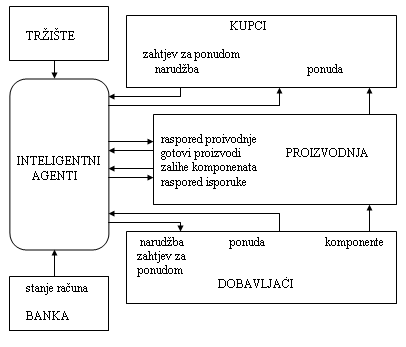 TRŽIŠTE
KUPCI
zahtjev za ponudom
narudžba
ponuda
INTELIGENTNI
AGENTI
raspored proivodnje
gotovi proizvodi
zalihe komponenata
raspored isporuke
PROIZVODNJA
narudžba
zahtjev za
ponudom
ponuda
komponente
DOBAVLJAĆI
stanje računa
BANKA